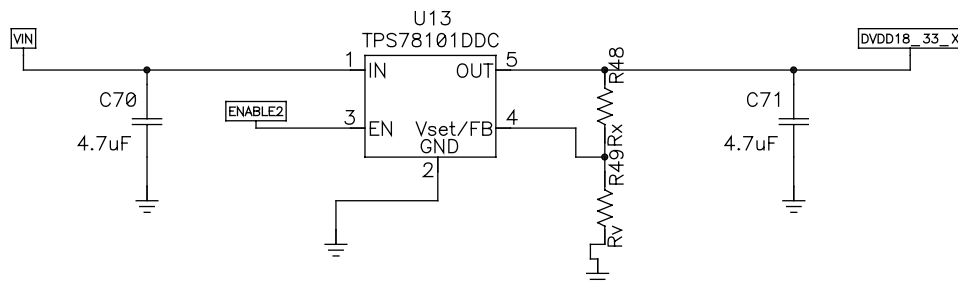 U13
TPS78101DDC
VIN
DVDD18_33_X
1
IN
OUT
5
R48
C70
4.7uF
ENABLE2
3
EN
Vset/FB
4
Rx
GND
2
R49
Rv
C71
4.7uF